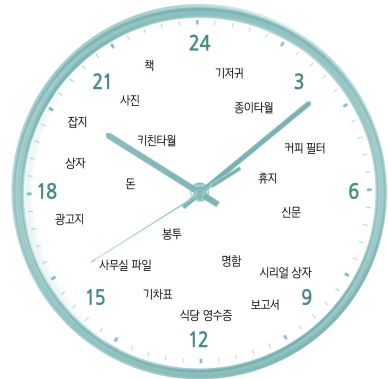 24
책
기저귀
21
3
사진
종이타월
잡지
키친타월
커피 필터
상자
돈
휴지
18
6
광고지
신문
봉투
사무실 파일
명함
시리얼 상자
15
기차표
9
보고서
식당 영수증
12